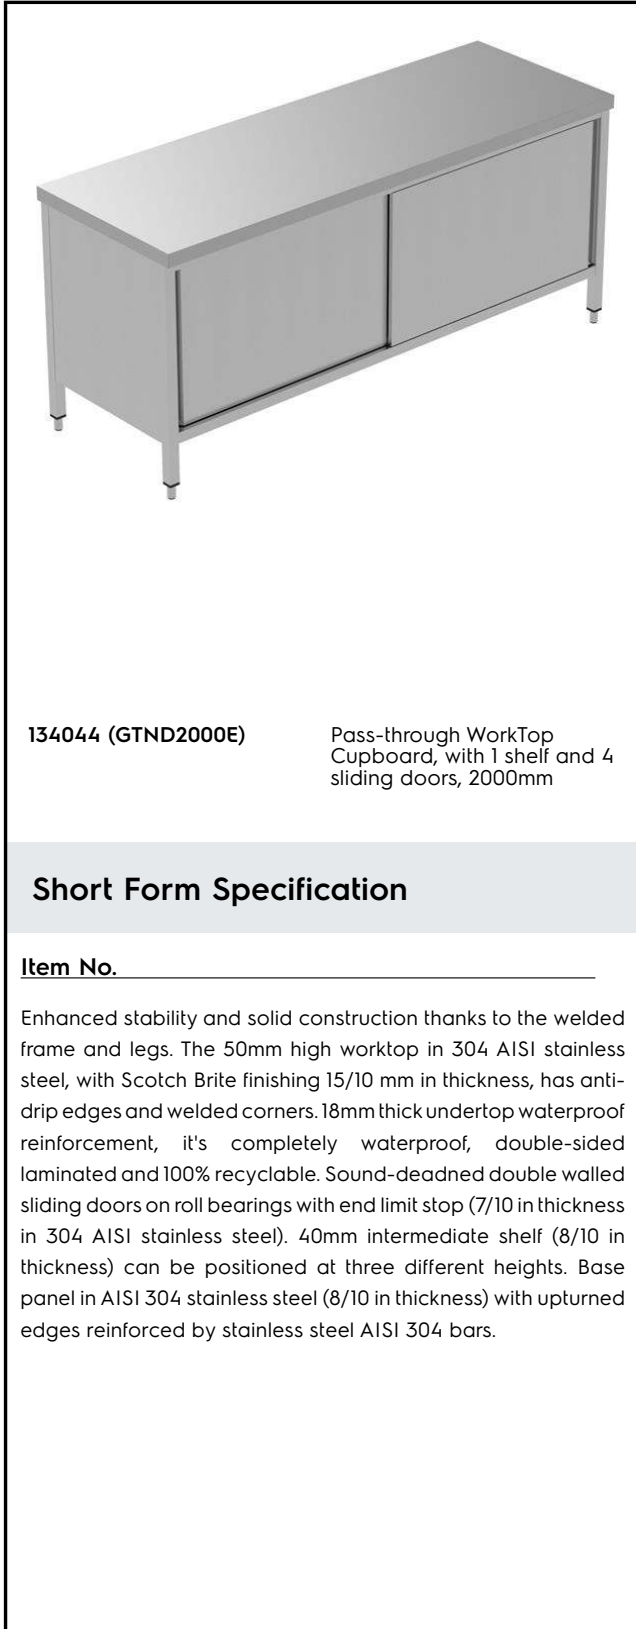 134044 (GTND2000E)
Pass-through WorkTop
Cupboard, with 1 shelf and 4
sliding doors, 2000mm
Short Form Specification
Item No.
Enhanced stability and solid construction thanks to the welded
frame and legs. The 50mm high worktop in 304 AISI stainless
steel, with Scotch Brite finishing 15/10 mm in thickness, has anti-
drip edges and welded corners. 18mm thick undertop waterproof
reinforcement, it's completely waterproof, double-sided
laminated and 100% recyclable. Sound-deadned double walled
sliding doors on roll bearings with end limit stop (7/10 in thickness
in 304 AISI stainless steel). 40mm intermediate shelf (8/10 in
thickness) can be positioned at three different heights. Base
panel in AISI 304 stainless steel (8/10 in thickness) with upturned
edges reinforced by stainless steel AISI 304 bars.